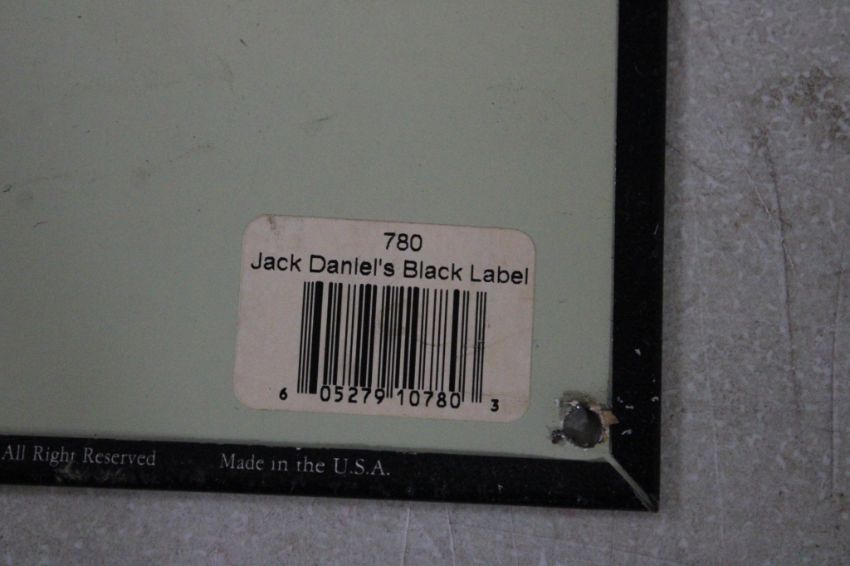 780
Jack Daniel's Black Label
6 05279 10780 3
All Right Reserved Made in the U.S.A.